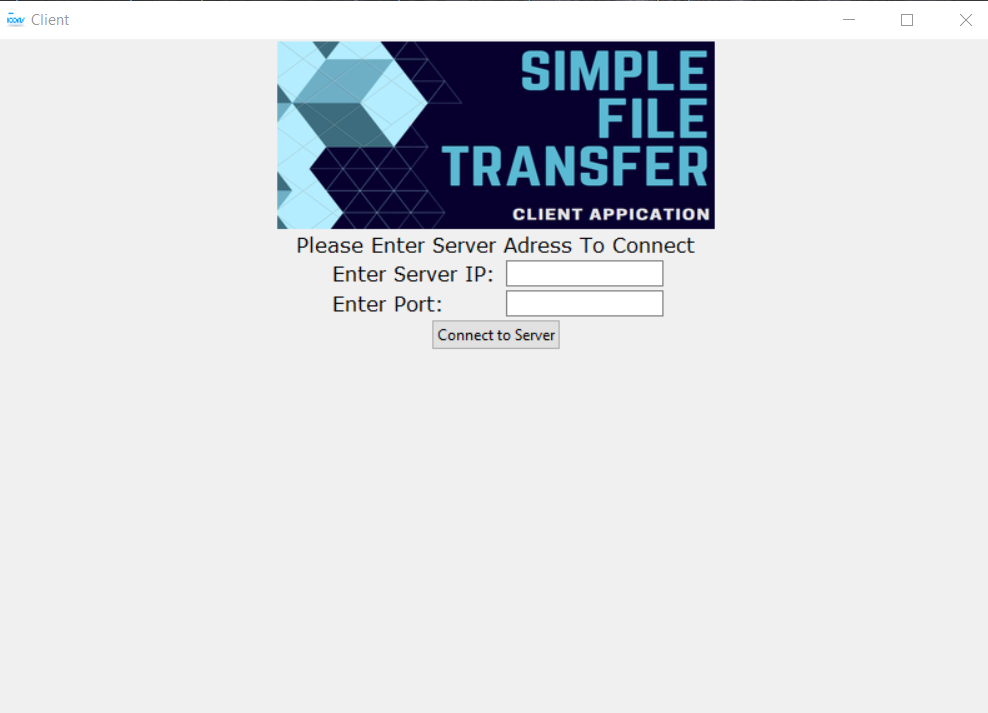 Client
SIMPLE
FILE
TRANSFER
CLIENT APPICATION
Please Enter Server Adress To Connect
Enter Server IP:
Enter Port:
Connect to Server